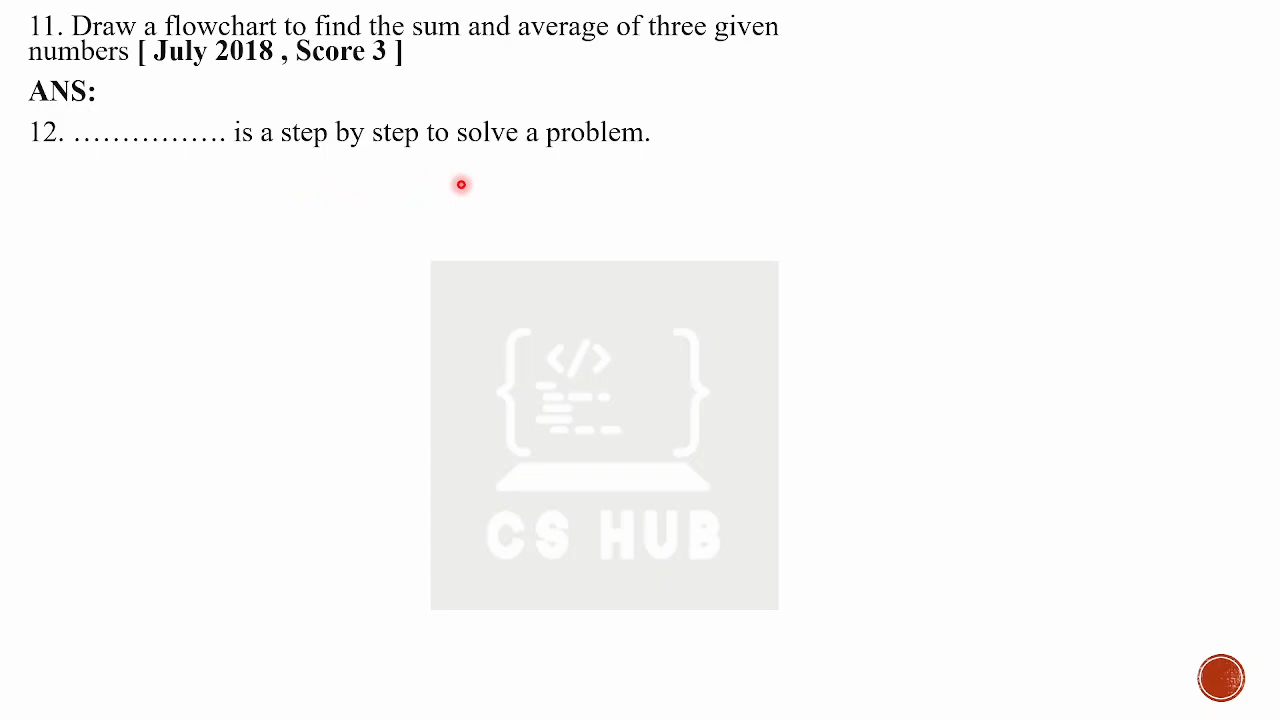 11. Draw a flowchart to find the sum and average of three given
numbers [ July 2018 , Score 3 ]
ANS:
12. ……………. is a step by step to solve a problem.
</>
CS HUB